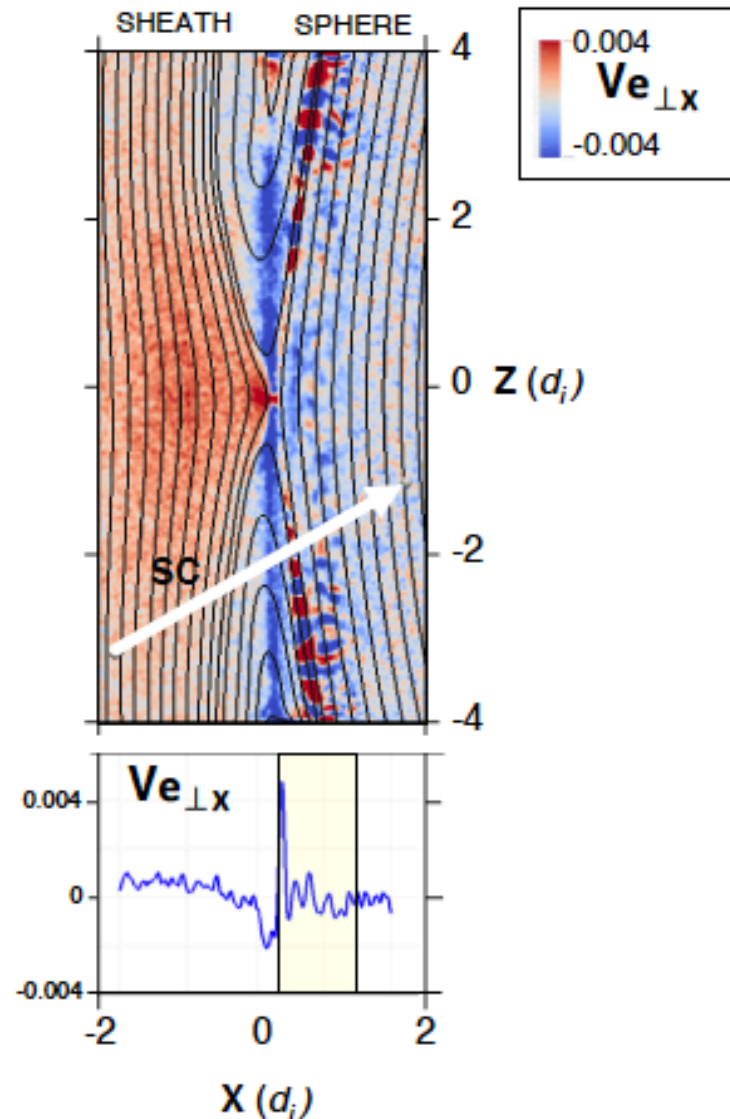 SHEATH SPHERE
0.004
Ve⊥x
-0.004
4
2
0 Z (di)
-2
-4
SC
Ve⊥x
0.004
0
-0.004
-2 0 2
X (di)